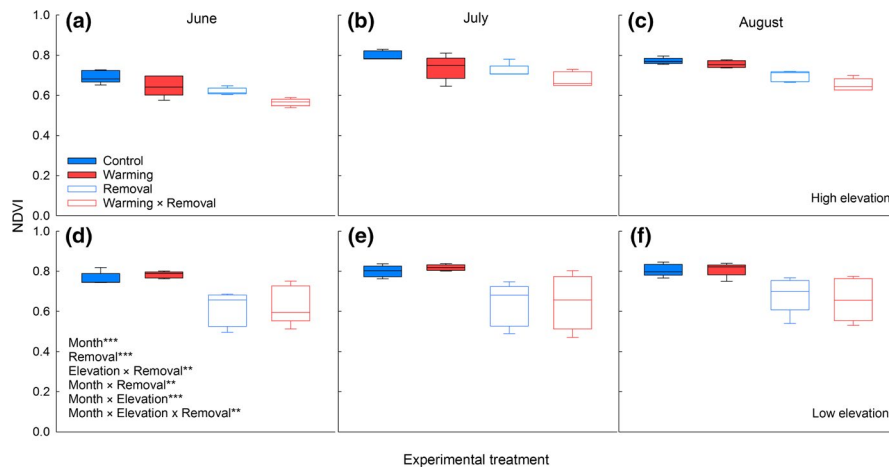 June
July
August
(a)
(b)
(c)
1.0
0.8
0.6
0.4
0.2
0.0
Control
Warming
Removal
Warming × Removal
High elevation
NDVI
(d)
(e)
(f)
1.0
0.8
0.6
0.4
0.2
0.0
Month***
Removal***
Elevation × Removal**
Month × Removal**
Month × Elevation***
Month × Elevation x Removal**
Low elevation
Experimental treatment